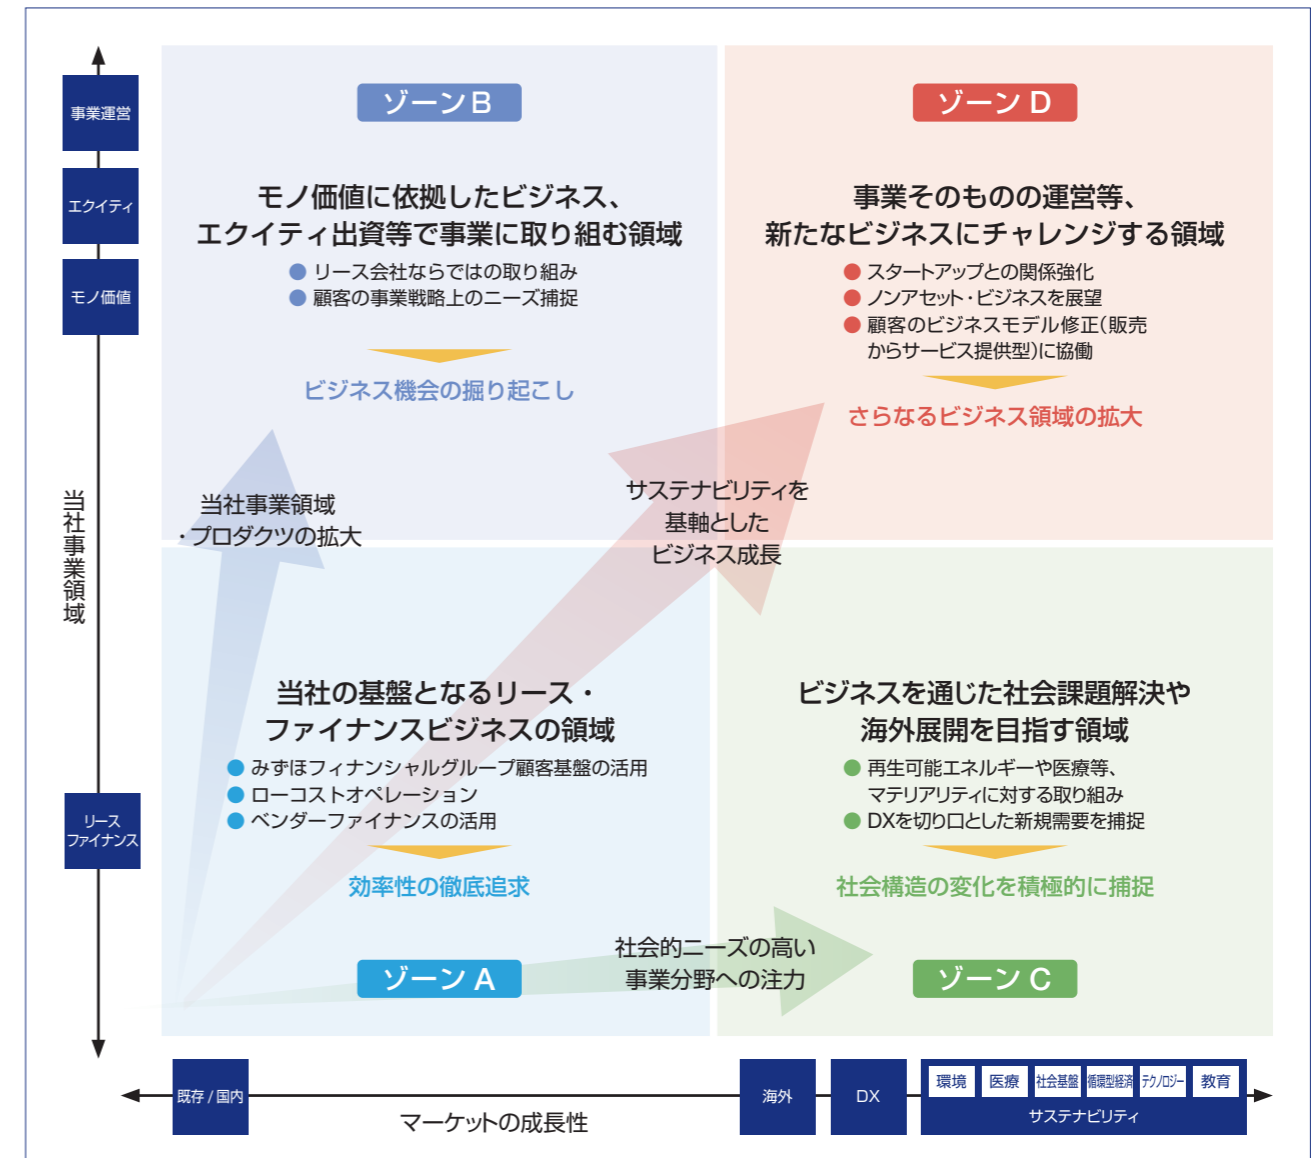 事業運営
エクイティ
モノ価値
当社事業領域
リース
ファイナンス
ゾーンB
モノ価値に依拠したビジネス、
エクイティ出資等で事業に取り組む領域
● リース会社ならではの取り組み
● 顧客の事業戦略上のニーズ捕捉
ビジネス機会の掘り起こし
ゾーン D
事業そのものの運営等、
新たなビジネスにチャレンジする領域
● スタートアップとの関係強化
● ノンアセット・ビジネスを展望
● 顧客のビジネスモデル修正(販売
からサービス提供型)に協働
さらなるビジネス領域の拡大
当社事業領域
・プロダクツの拡大
サステナビリティを
基軸とした
ビジネス成長
当社の基盤となるリース・
ファイナンスビジネスの領域
● みずほフィナンシャルグループ顧客基盤の活用
● ローコストオペレーション
● ベンダーファイナンスの活用
効率性の徹底追求
ゾーン A
ビジネスを通じた社会課題解決や
海外展開を目指す領域
● 再生可能エネルギーや医療等、
マテリアリティに対する取り組み
● DXを切り口とした新規需要を捕捉
社会構造の変化を積極的に捕捉
社会的ニーズの高い
事業分野への注力
ゾーン C
既存 / 国内
マーケットの成長性
海外
DX
環境
医療
社会基盤
循環型経済
テクノロジー
教育
サステナビリティ